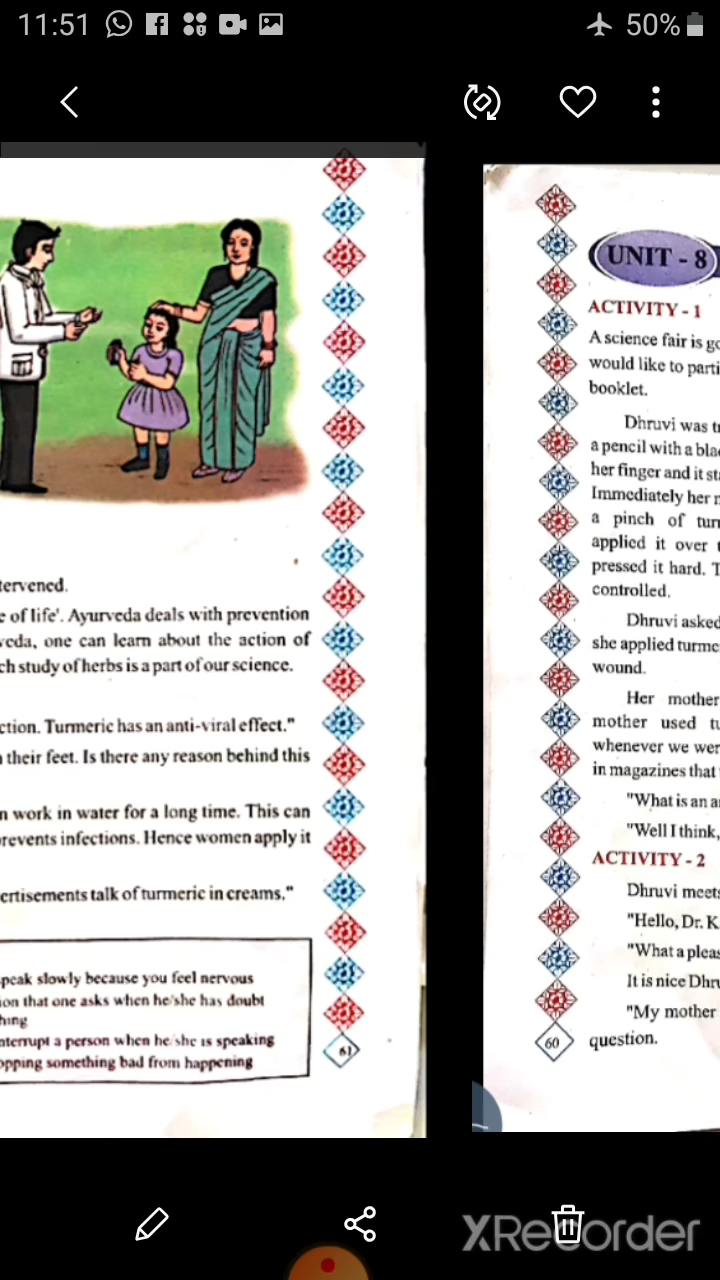 11:51
50%
tervened.
e of life'. Ayurveda deals with prevention
veda, one can learn about the action of
ch study of herbs is a part of our science.
ction. Turmeric has an anti-viral effect."
their feet. Is there any reason behind this
n work in water for a long time. This can
revents infections. Hence women apply it
ertisements talk of turmeric in creams."
peak slowly because you feel nervous
ion that one asks when he/she has doubt
hing
nterrupt a person when he/she is speaking
opping something bad from happening
61
UNIT - 8
ACTIVITY - 1
A science fair is go
would like to parti
booklet.
Dhruvi was tr
a pencil with a bla
her finger and it sta
Immediately her m
a pinch of turn
applied it over t
pressed it hard. T
controlled.
Dhruvi asked
she applied turme
wound.
Her mother
mother used tu
whenever we wer
in magazines that
"What is an a
"Well I think,
ACTIVITY - 2
Dhruvi meets
"Hello, Dr. K
"What a pleas
It is nice Dhru
"My mother
question.
60
XRecorder